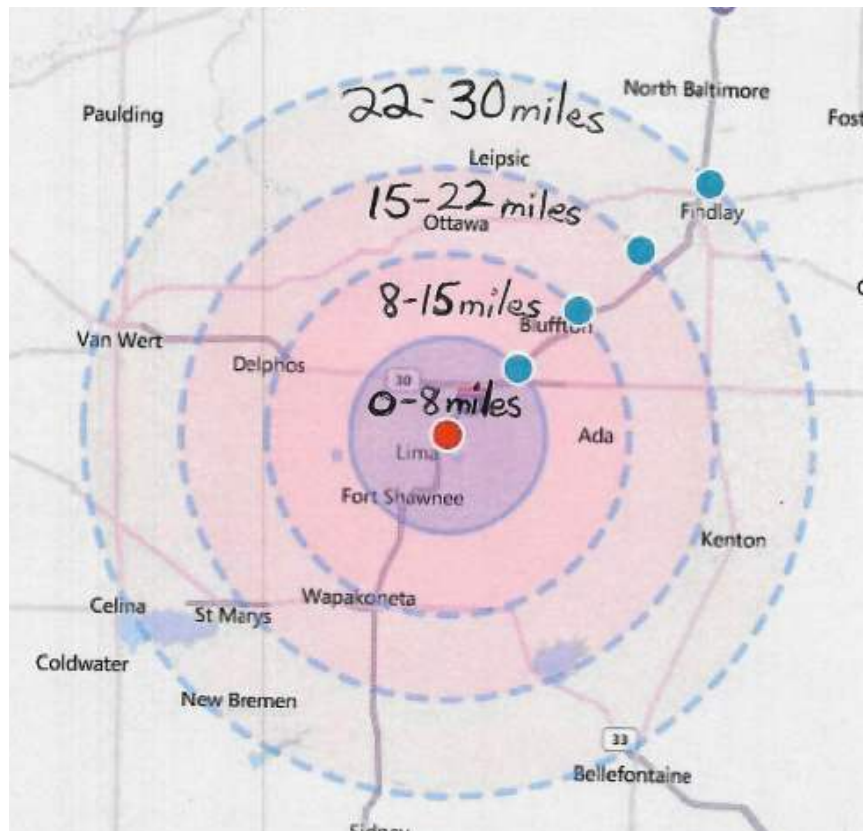 22-30 miles
North Baltimore
Paulding
Leipsic
15-22 miles
Findlay
Ottawa
8-15 miles
Bluffton
Van Wert
Delphos
30
0-8 miles
Ada
Lima
Fort Shawnee
Kenton
Wapakoneta
Celina
St Marys
Coldwater
New Bremen
33
Bellefontaine